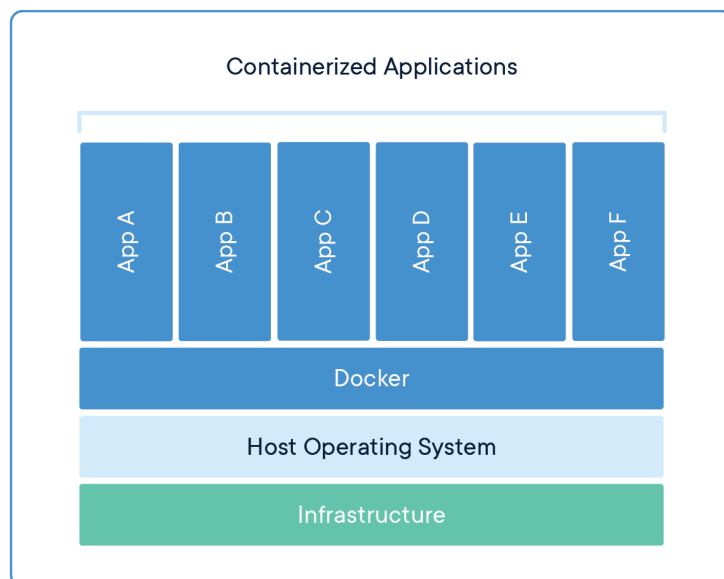 Containerized Applications
App A
App B
App C
App D
App E
App F
Docker
Host Operating System
Infrastructure